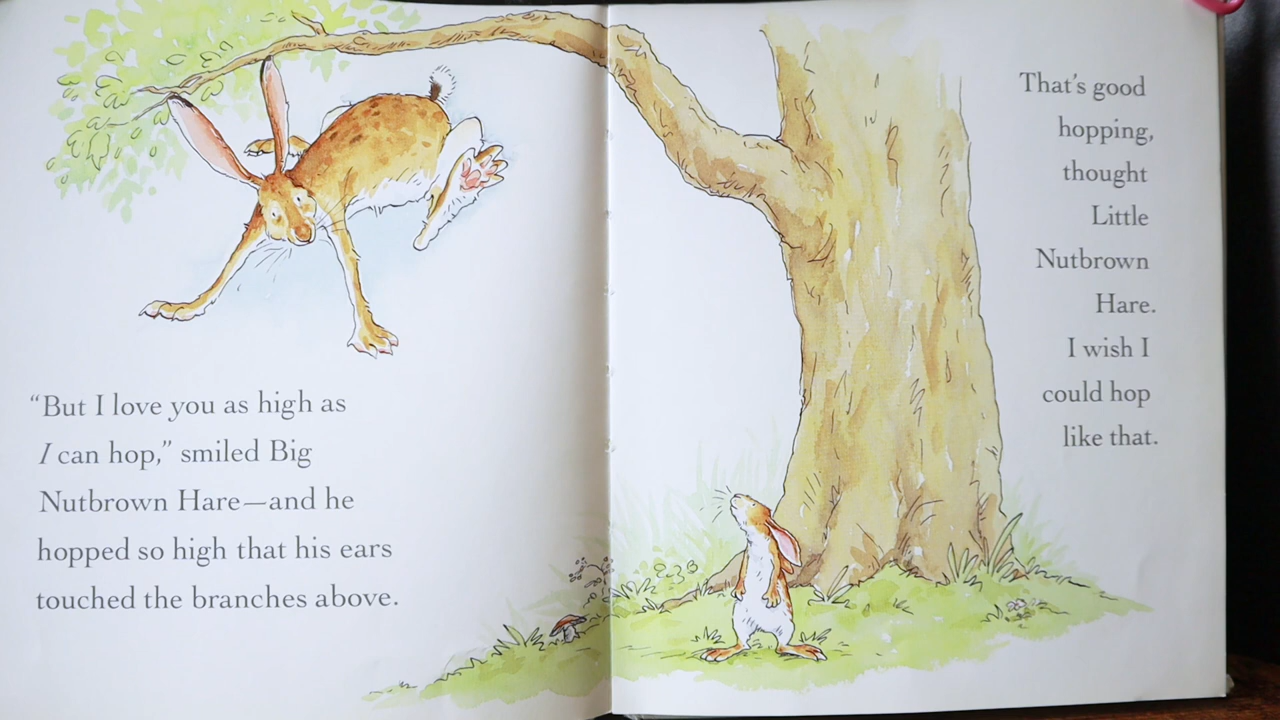 “But I love you as high as
I can hop,” smiled Big
Nutbrown Hare—and he
hopped so high that his ears
touched the branches above.
That’s good
hopping,
thought
Little
Nutbrown
Hare.
I wish I
could hop
like that.